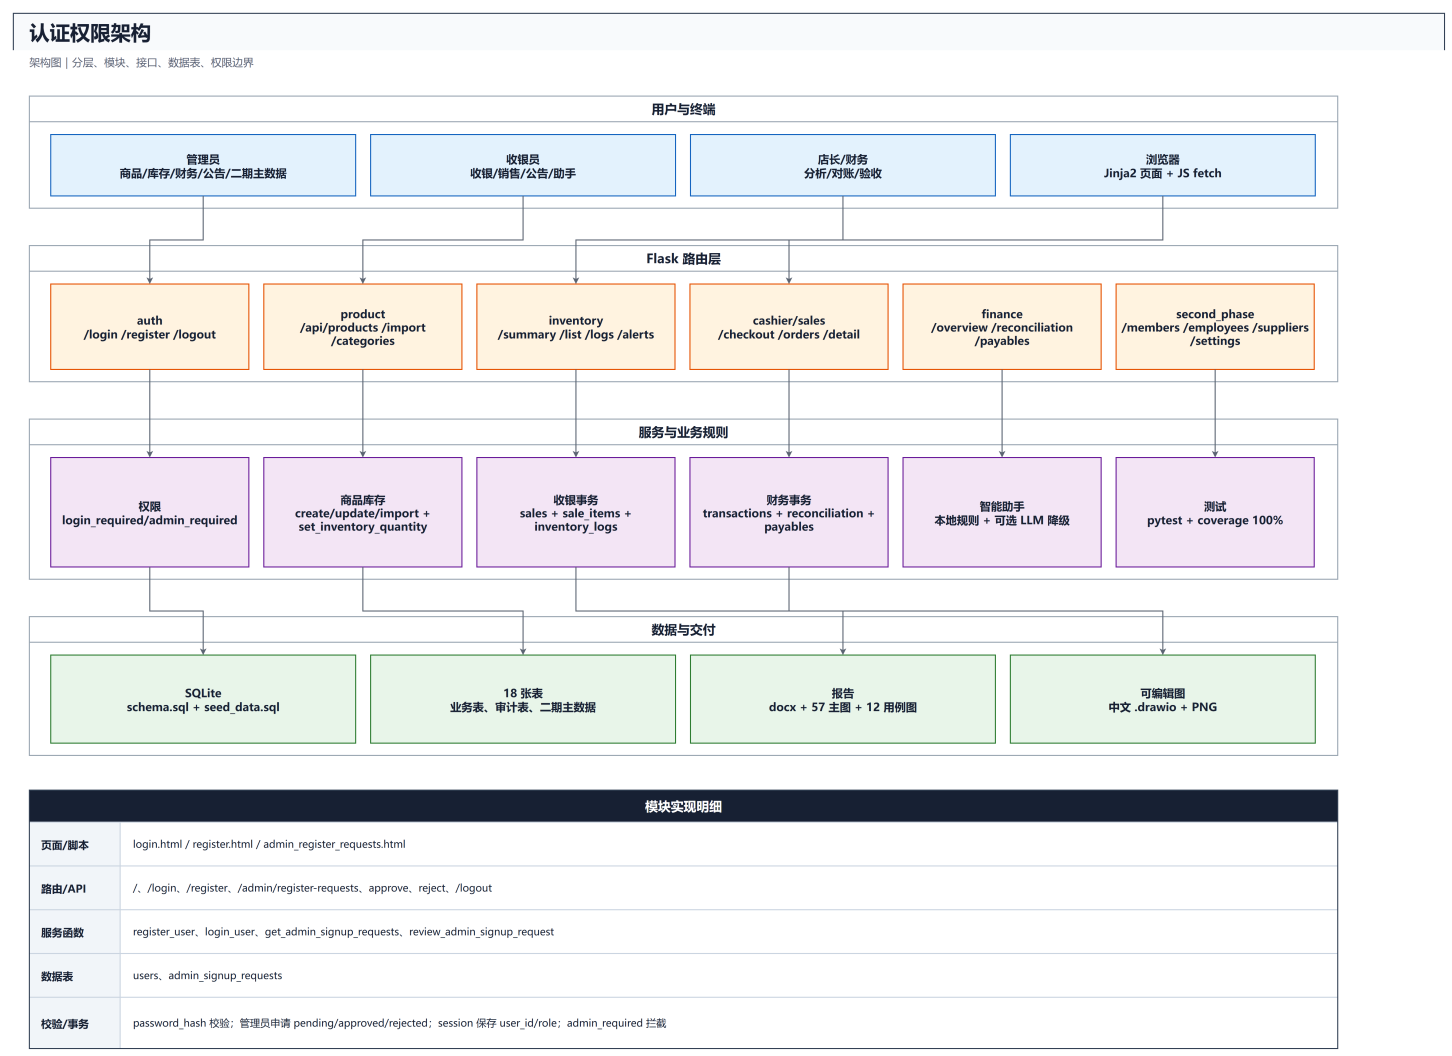 认证权限架构
架构图 | 分层、模块、接口、数据表、权限边界
用户与终端
管理员
商品/库存/财务/公告/二期主数据
收银员
收银/销售/公告/助手
店长/财务
分析/对账/验收
浏览器
Jinja2 页面 + JS fetch
Flask 路由层
auth
/login /register /logout
product
/api/products /import
/categories
inventory
/summary /list /logs /alerts
cashier/sales
/checkout /orders /detail
finance
/overview /reconciliation
/payables
second_phase
/members /employees /suppliers
/settings
服务与业务规则
权限
login_required/admin_required
商品库存
create/update/import +
set_inventory_quantity
收银事务
sales + sale_items +
inventory_logs
财务事务
transactions + reconciliation +
payables
智能助手
本地规则 + 可选 LLM 降级
测试
pytest + coverage 100%
数据与交付
SQLite
schema.sql + seed_data.sql
18 张表
业务表、审计表、二期主数据
报告
docx + 57 主图 + 12 用例图
可编辑图
中文 .drawio + PNG
模块实现明细
页面/脚本
login.html / register.html / admin_register_requests.html
路由/API
/、/login、/register、/admin/register-requests、approve、reject、/logout
服务函数
register_user、login_user、get_admin_signup_requests、review_admin_signup_request
数据表
users、admin_signup_requests
校验/事务
password_hash 校验；管理员申请 pending/approved/rejected；session 保存 user_id/role；admin_required 拦截